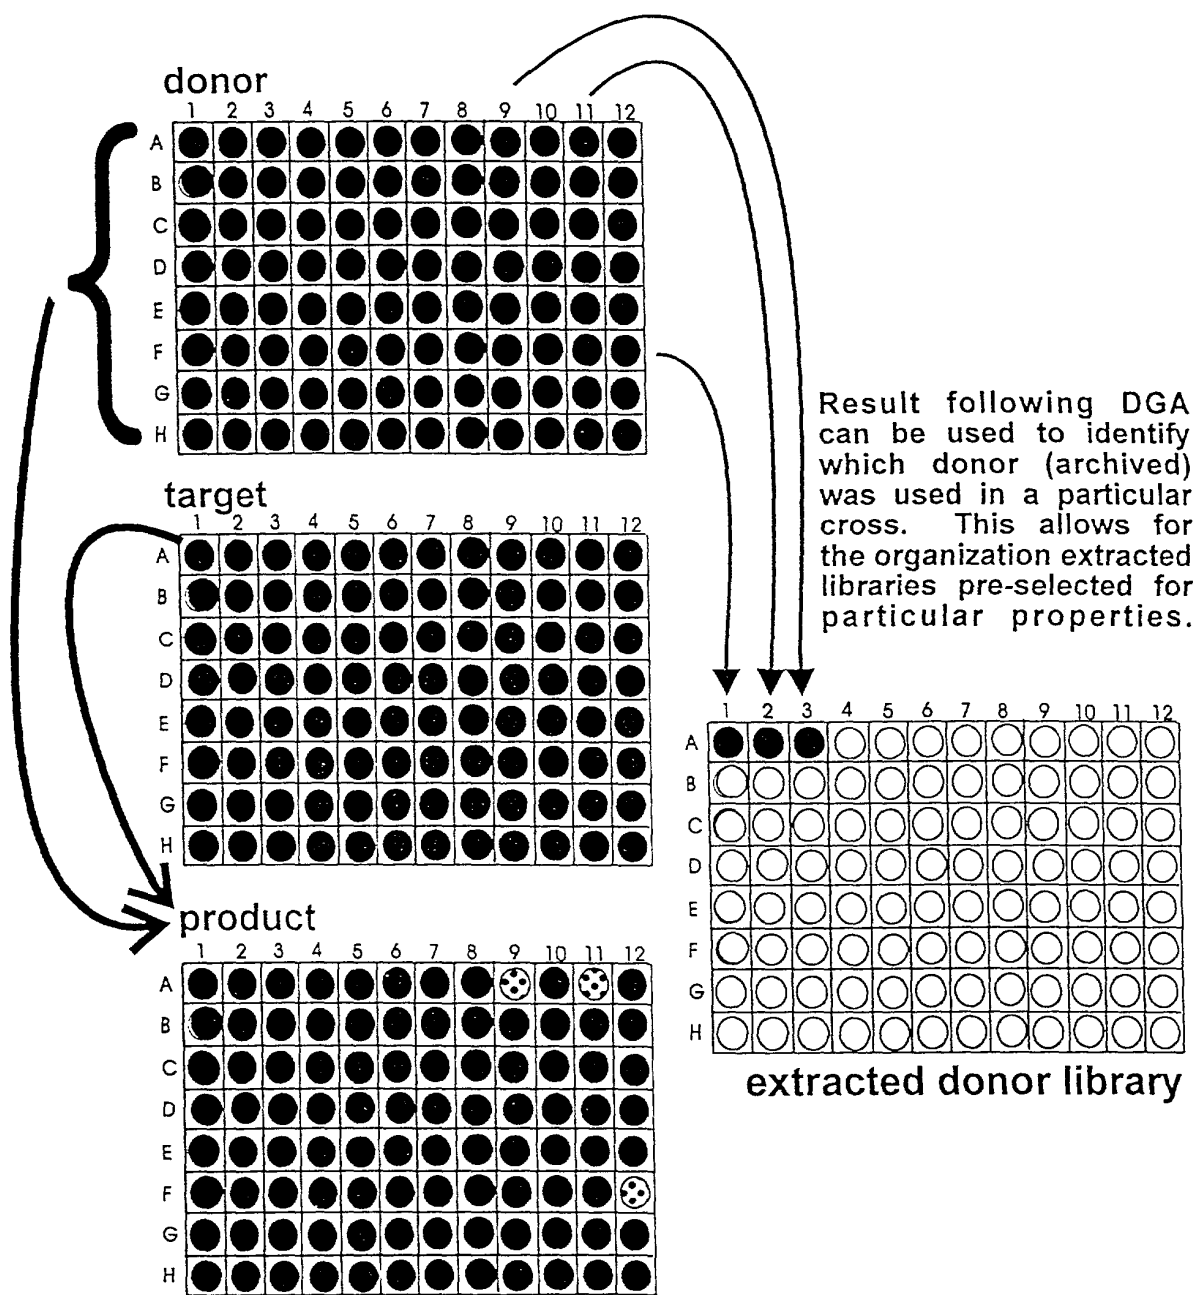 donor
1 2 3 4 5 6 7 8 9 10 11 12
A
B
C
D
E
F
G
H
target
1 2 3 4 5 6 7 8 9 10 11 12
A
B
C
D
E
F
G
H
product
1 2 3 4 5 6 7 8 9 10 11 12
A
B
C
D
E
F
G
H
Result following DGA
can be used to identify
which donor (archived)
was used in a particular
cross. This allows for
the organization extracted
libraries pre-selected for
particular properties.
1 2 3 4 5 6 7 8 9 10 11 12
A
B
C
D
E
F
G
H
extracted donor library